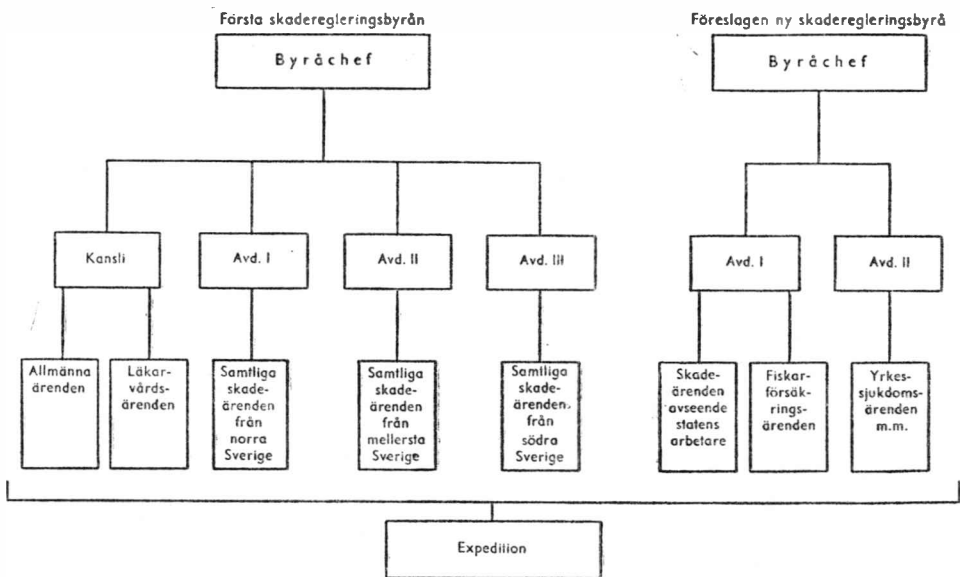 Första skaderegleringsbyrån
Byråchef
Kansli
Avd. I
Avd. II
Avd. III
Allmänna
ärenden
Läkar-
vårds-
ärenden
Samtliga
skade-
ärenden
från
norra
Sverige
Samtliga
skade-
ärenden
från
mellersta
Sverige
Samtliga
skade-
ärenden
från
södra
Sverige
Föreslagen ny skaderegleringsbyrå
Byråchef
Avd. I
Avd. II
Skade-
ärenden
avseende
statens
arbetare
Fiskar-
försäk-
rings-
ärenden
Yrkes-
sjukdoms-
ärenden
m.m.
Expedition